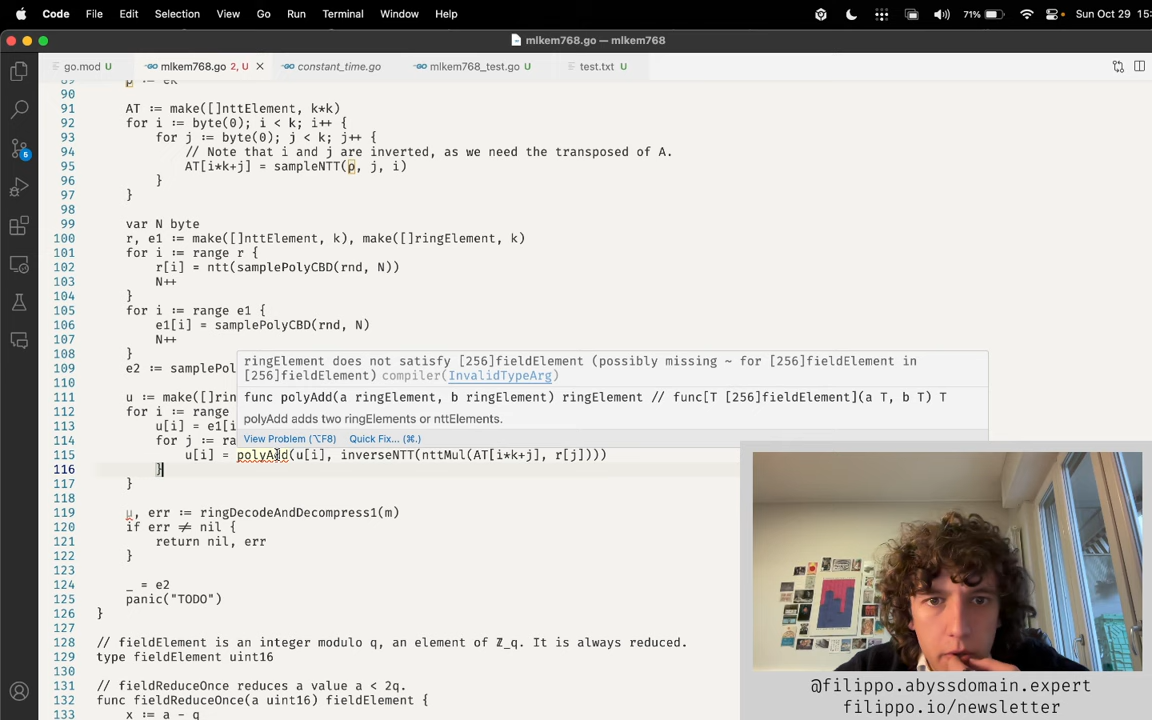 Code File Edit Selection View Go Run Terminal Window Help 71% Sun Oct 29 15:
mlkem768.go — mlkem768
go.mod U mlkem768.go 2, U constant_time.go mlkem768_test.go U test.txt U
89 ρ := ek
90
91 AT := make([]nttElement, k*k)
92 for i := byte(0); i < k; i++ {
93 for j := byte(0); j < k; j++ {
94 // Note that i and j are inverted, as we need the transposed of A.
95 AT[i*k+j] = sampleNTT(ρ, j, i)
96 }
97 }
98
99 var N byte
100 r, e1 := make([]nttElement, k), make([]ringElement, k)
101 for i := range r {
102 r[i] = ntt(samplePolyCBD(rnd, N))
103 N++
104 }
105 for i := range e1 {
106 e1[i] = samplePolyCBD(rnd, N)
107 N++
108 }
109 e2 := samplePol
110
111 u := make([]rin
112 for i := range
113 u[i] = e1[i
114 for j := ra
115 u[i] = polyAdd(u[i], inverseNTT(nttMul(AT[i*k+j], r[j])))
116 }
117 }
118
119 μ, err := ringDecodeAndDecompress1(m)
120 if err ≠ nil {
121 return nil, err
122 }
123
124 _ = e2
125 panic("TODO")
126 }
127
128 // fieldElement is an integer modulo q, an element of ℤ_q. It is always reduced.
129 type fieldElement uint16
130
131 // fieldReduceOnce reduces a value a < 2q.
132 func fieldReduceOnce(a uint16) fieldElement {
133 x := a - q
ringElement does not satisfy [256]fieldElement (possibly missing ~ for [256]fieldElement in
[256]fieldElement) compiler(InvalidTypeArg)
func polyAdd(a ringElement, b ringElement) ringElement // func[T [256]fieldElement](a T, b T) T
polyAdd adds two ringElements or nttElements.
View Problem (⌥F8) Quick Fix... (⌘.)
5
@filippo.abyssdomain.expert
filippo.io/newsletter